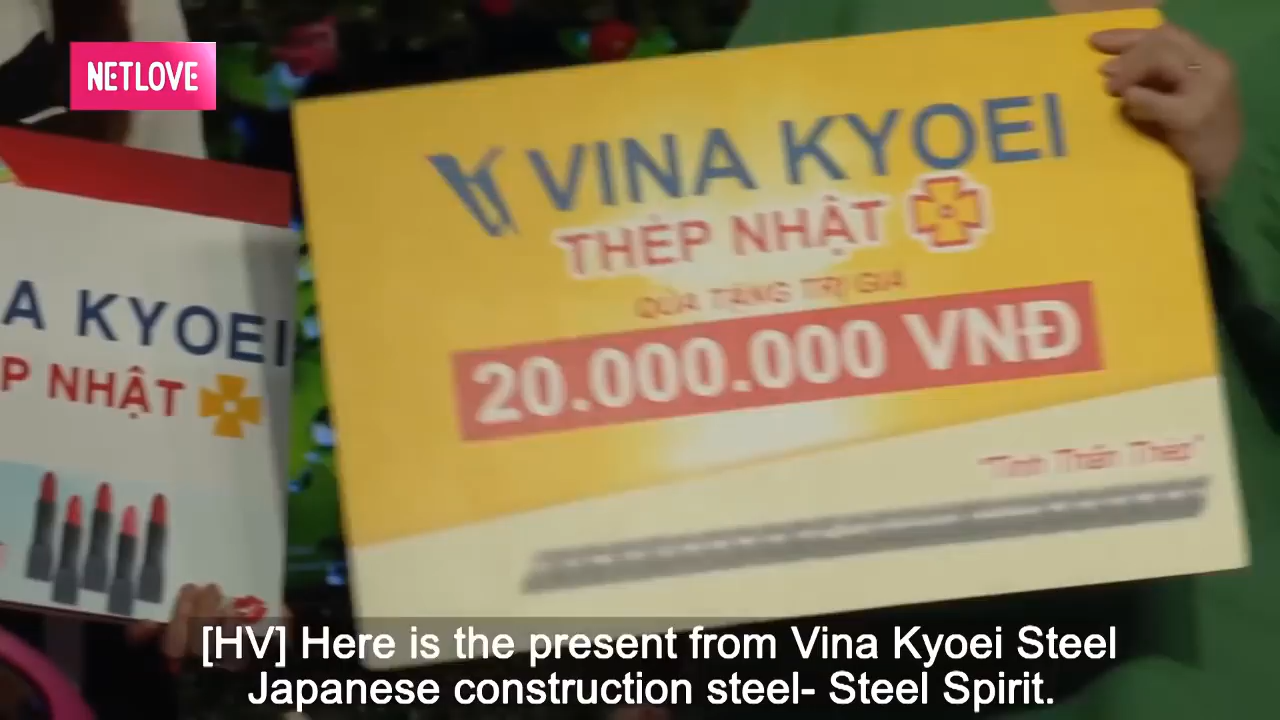 NETLOVE
VINA KYOEI
THÉP NHẬT
QUÀ TẶNG TRỊ GIÁ
20.000.000 VNĐ
"Tinh Thần Thép"
A KYOEI
P NHẬT
[HV] Here is the present from Vina Kyoei Steel
Japanese construction steel- Steel Spirit.